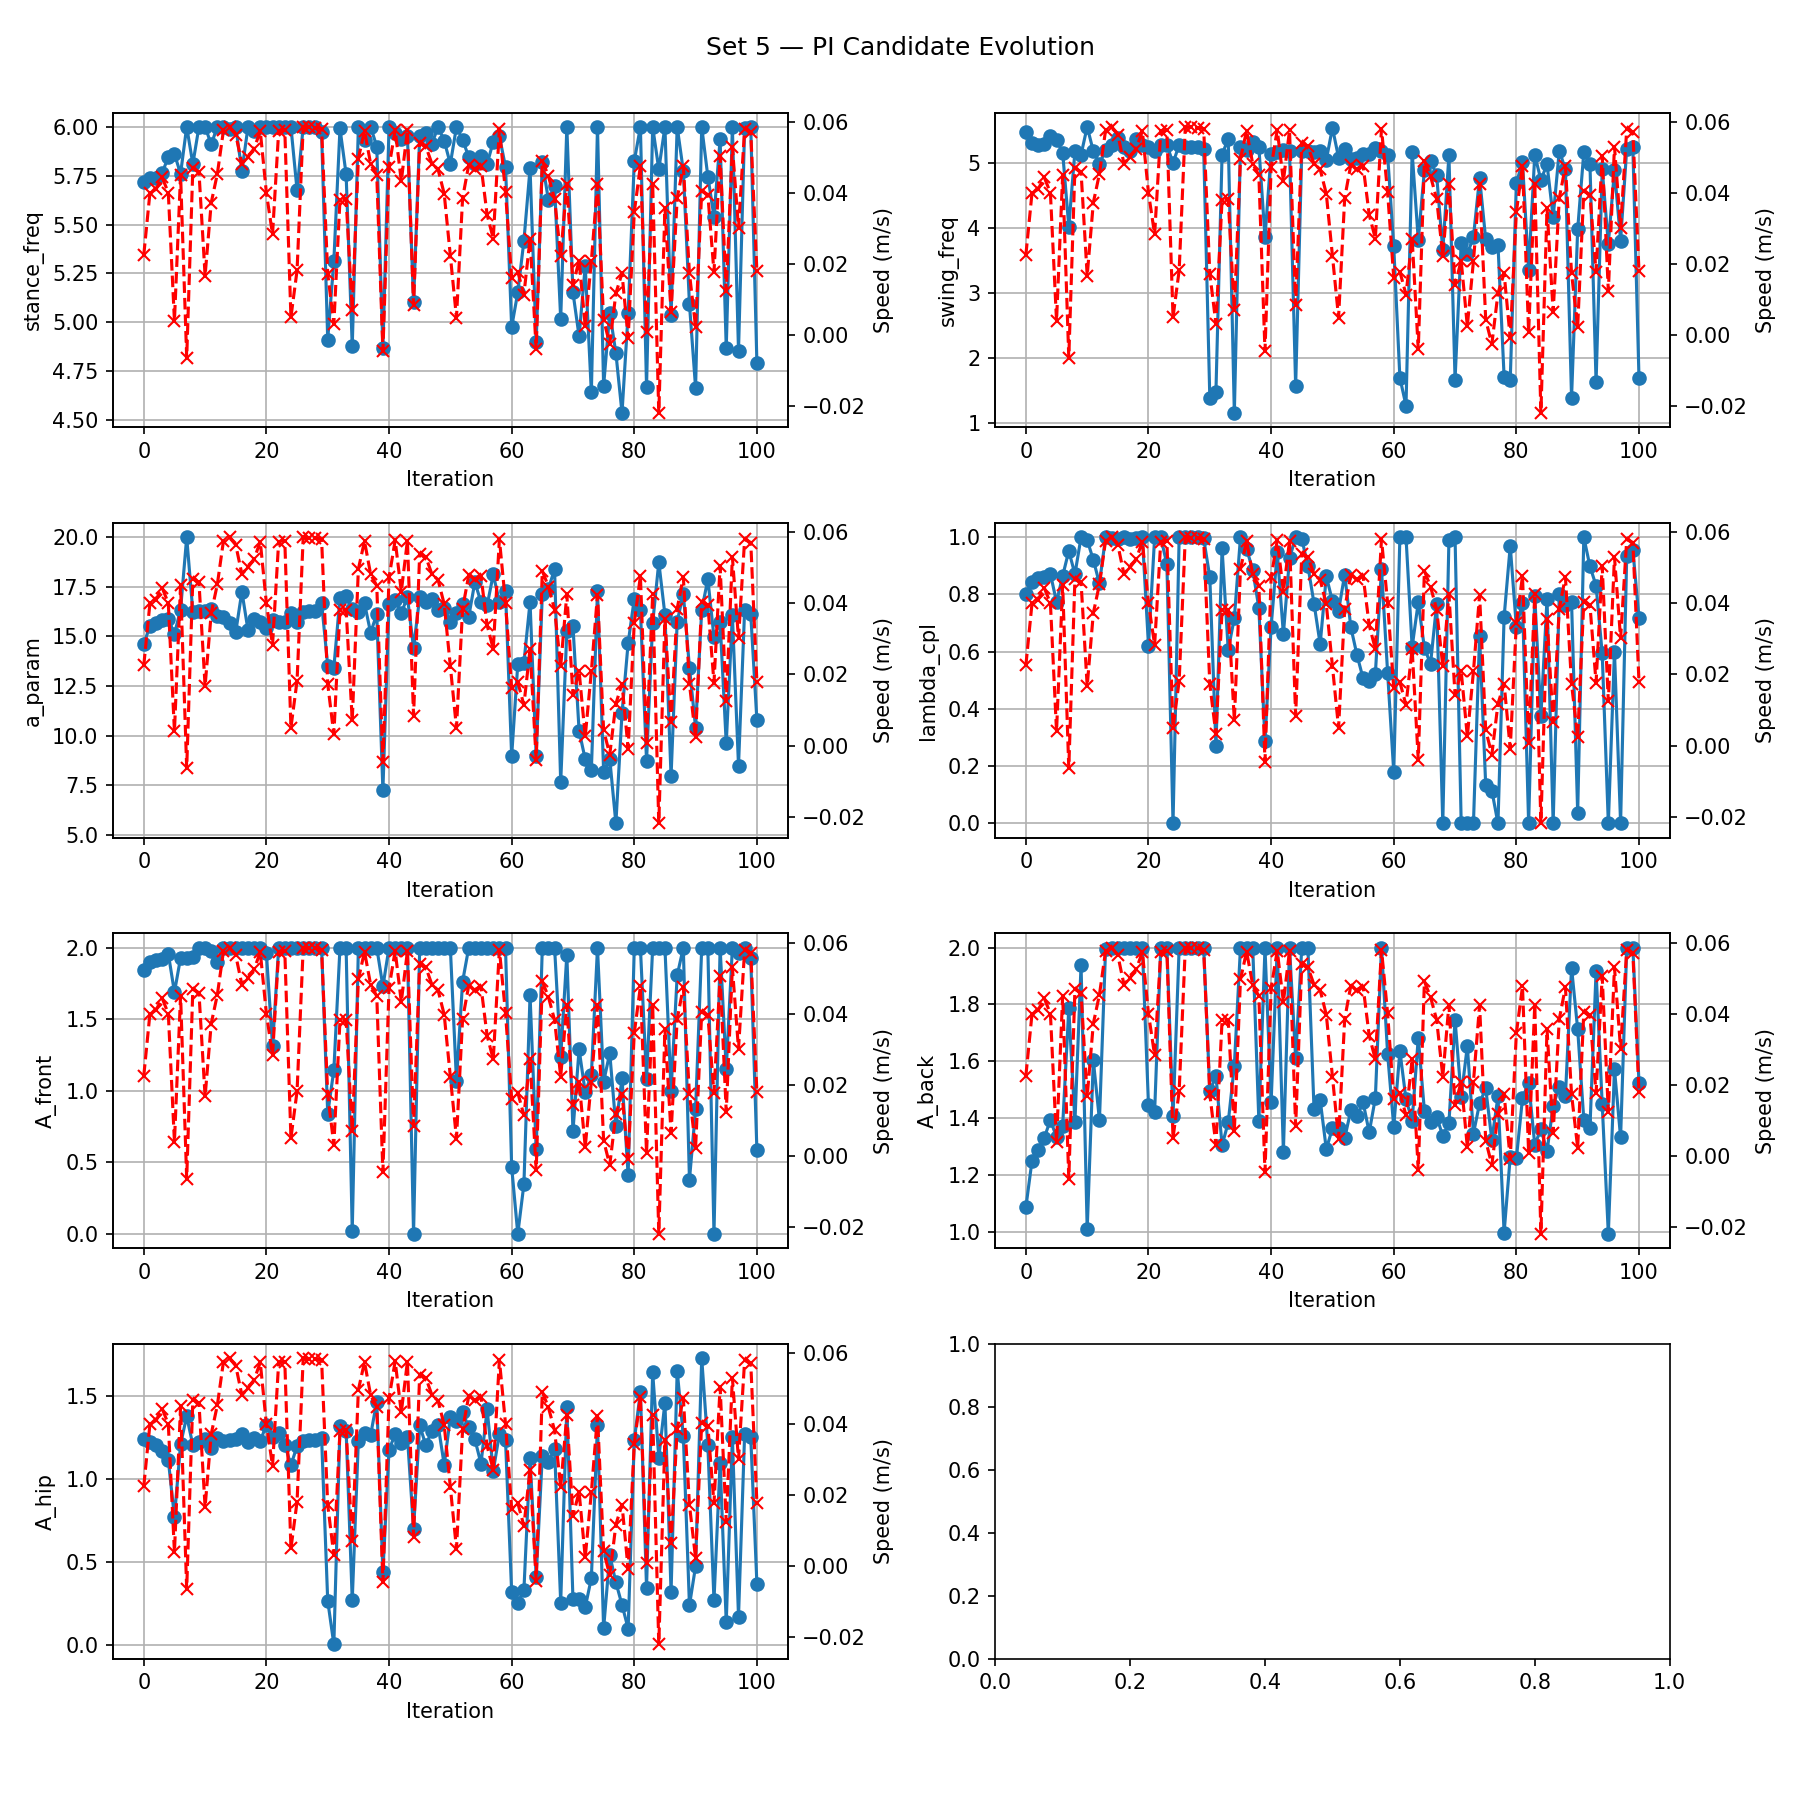 Set 5 — PI Candidate Evolution
6.00
5.75
5.50
5.25
5.00
4.75
4.50
stance_freq
0.06
0.04
0.02
0.00
−0.02
Speed (m/s)
0 20 40 60 80 100
Iteration
5
4
3
2
1
swing_freq
0.06
0.04
0.02
0.00
−0.02
Speed (m/s)
0 20 40 60 80 100
Iteration
20.0
17.5
15.0
12.5
10.0
7.5
5.0
a_param
0.06
0.04
0.02
0.00
−0.02
Speed (m/s)
0 20 40 60 80 100
Iteration
1.0
0.8
0.6
0.4
0.2
0.0
lambda_cpl
0.06
0.04
0.02
0.00
−0.02
Speed (m/s)
0 20 40 60 80 100
Iteration
2.0
1.5
1.0
0.5
0.0
A_front
0.06
0.04
0.02
0.00
−0.02
Speed (m/s)
0 20 40 60 80 100
Iteration
2.0
1.8
1.6
1.4
1.2
1.0
A_back
0.06
0.04
0.02
0.00
−0.02
Speed (m/s)
0 20 40 60 80 100
Iteration
1.5
1.0
0.5
0.0
A_hip
0.06
0.04
0.02
0.00
−0.02
Speed (m/s)
0 20 40 60 80 100
Iteration
1.0
0.8
0.6
0.4
0.2
0.0
0.0 0.2 0.4 0.6 0.8 1.0